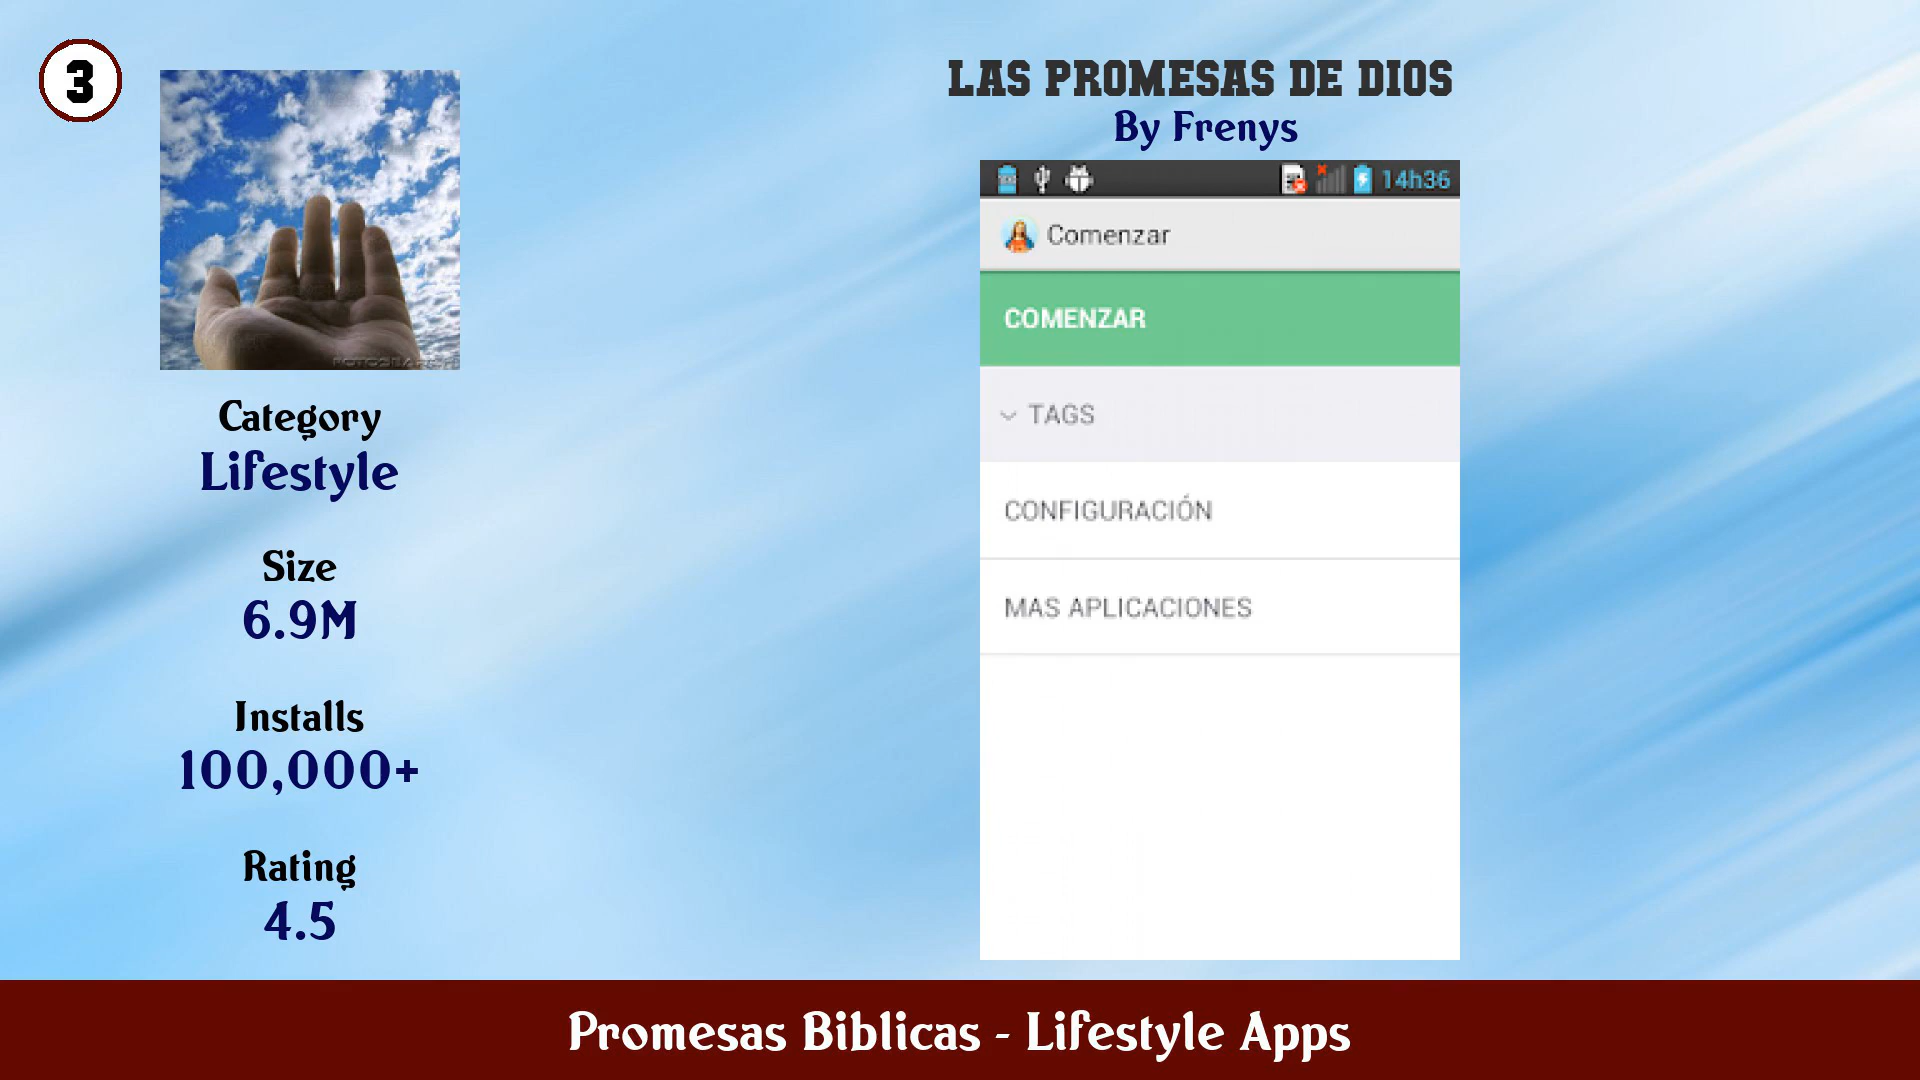 3
LAS PROMESAS DE DIOS
By Frenys
14h36
Comenzar
COMENZAR
TAGS
CONFIGURACIÓN
MAS APLICACIONES
Category
Lifestyle
Size
6.9M
Installs
100,000+
Rating
4.5
Promesas Biblicas - Lifestyle Apps